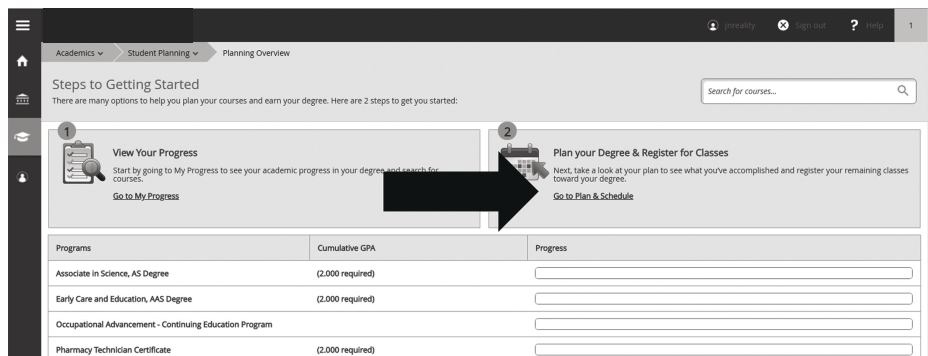 jnreality Sign out ? Help 1
Academics Student Planning Planning Overview
Steps to Getting Started
There are many options to help you plan your courses and earn your degree. Here are 2 steps to get you started:
Search for courses...
1
View Your Progress
Start by going to My Progress to see your academic progress in your degree and search for
courses.
Go to My Progress
2
Plan your Degree & Register for Classes
Next, take a look at your plan to see what you've accomplished and register your remaining classes
toward your degree.
Go to Plan & Schedule
Programs Cumulative GPA Progress
Associate in Science, AS Degree (2.000 required)
Early Care and Education, AAS Degree (2.000 required)
Occupational Advancement - Continuing Education Program
Pharmacy Technician Certificate (2.000 required)